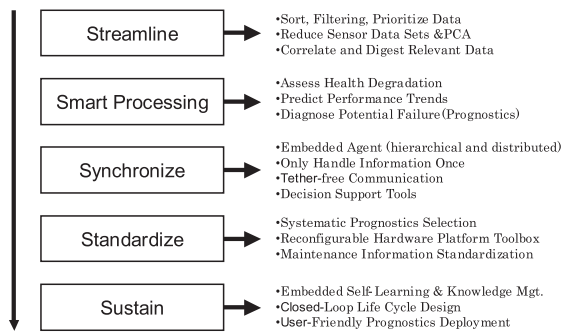 Streamline
•Sort, Filtering, Prioritize Data
•Reduce Sensor Data Sets &PCA
•Correlate and Digest Relevant Data
Smart Processing
•Assess Health Degradation
•Predict Performance Trends
•Diagnose Potential Failure(Prognostics)
Synchronize
•Embedded Agent (hierarchical and distributed)
•Only Handle Information Once
•Tether-free Communication
•Decision Support Tools
Standardize
•Systematic Prognostics Selection
•Reconfigurable Hardware Platform Toolbox
•Maintenance Information Standardization
Sustain
•Embedded Self-Learning & Knowledge Mgt.
•Closed-Loop Life Cycle Design
•User-Friendly Prognostics Deployment